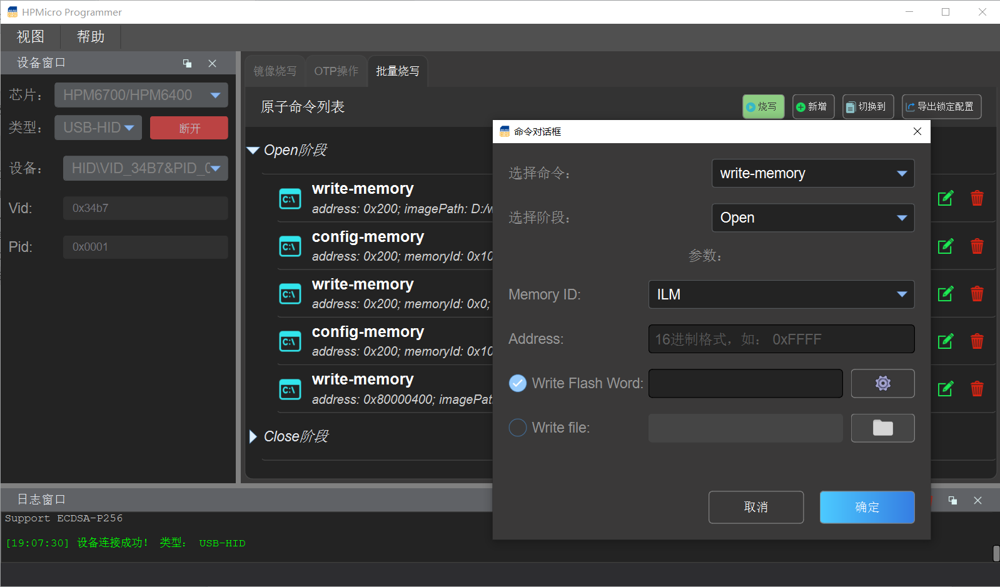 HPMicro Programmer
视图 帮助
设备窗口
芯片： HPM6700/HPM6400
类型： USB-HID 断开
设备： HID\VID_34B7&PID_0
Vid: 0x34b7
Pid: 0x0001
镜像烧写 OTP操作 批量烧写
原子命令列表 烧写 新增 切换到 导出锁定配置
Open阶段
write-memory
address: 0x200; imagePath: D:/w
config-memory
address: 0x200; memoryId: 0x10
write-memory
address: 0x200; memoryId: 0x0;
config-memory
address: 0x200; memoryId: 0x10
write-memory
address: 0x80000400; imagePat
Close阶段
命令对话框
选择命令： write-memory
选择阶段： Open
参数：
Memory ID: ILM
Address: 16进制格式，如： 0xFFFF
Write Flash Word:
Write file:
取消 确定
日志窗口
Support ECDSA-P256
[19:07:30] 设备连接成功！ 类型： USB-HID